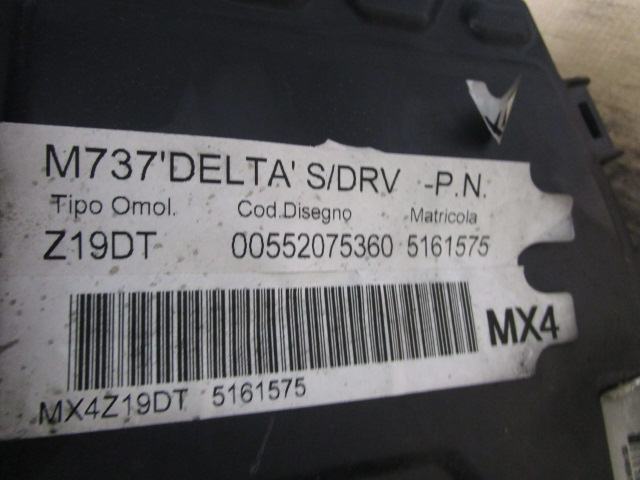 M737'DELTA' S/DRV -P.N.
Tipo Omol. Cod.Disegno Matricola
Z19DT 00552075360 5161575
MX4
MX4Z19DT 5161575